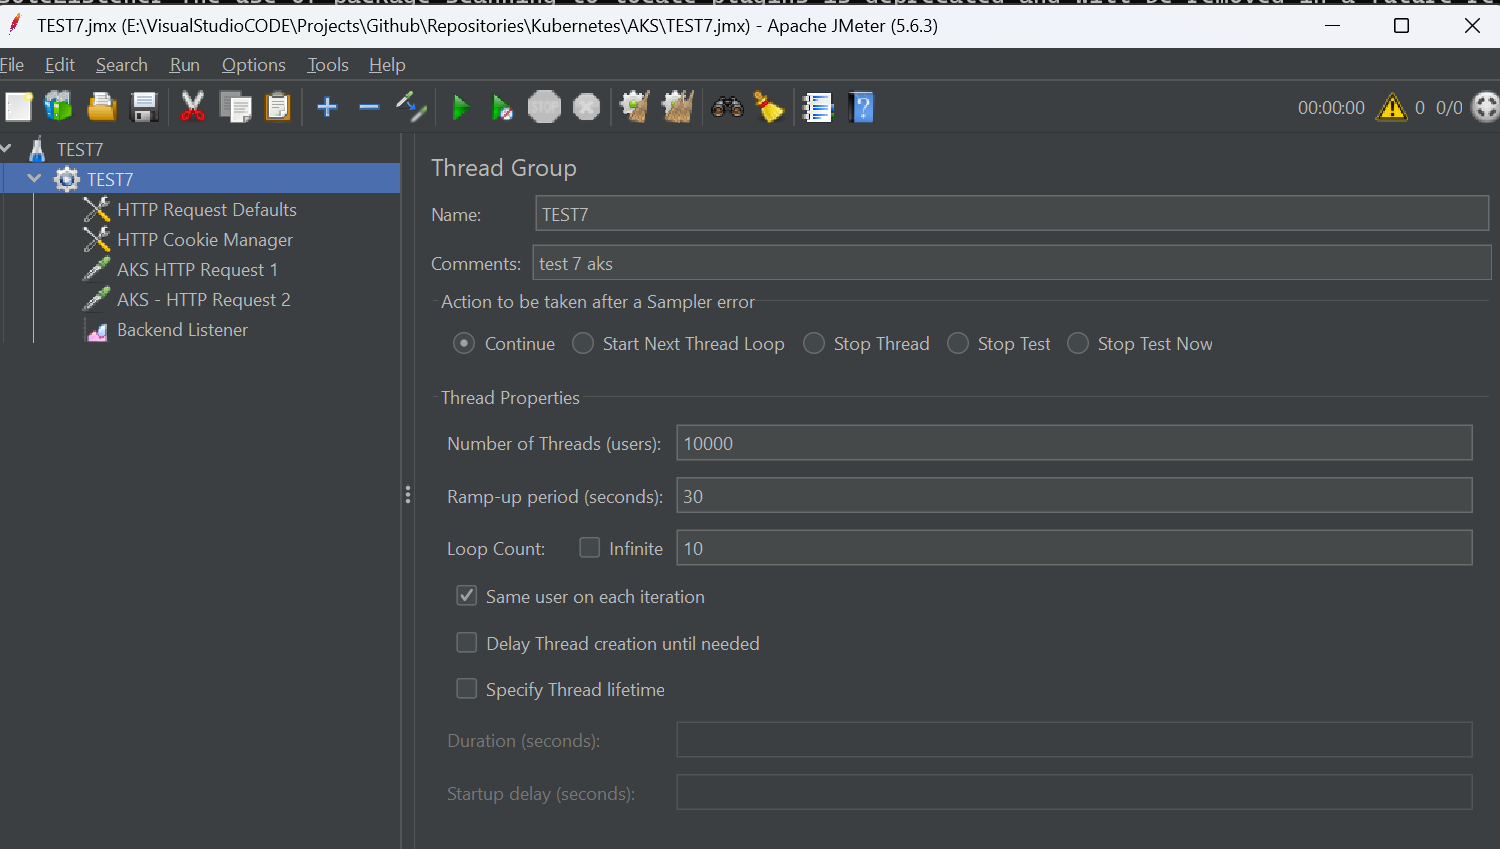 TEST7.jmx (E:\VisualStudioCODE\Projects\Github\Repositories\Kubernetes\AKS\TEST7.jmx) - Apache JMeter (5.6.3)
File Edit Search Run Options Tools Help
STOP 00:00:00 0 0/0
TEST7
TEST7
HTTP Request Defaults
HTTP Cookie Manager
AKS HTTP Request 1
AKS - HTTP Request 2
Backend Listener
Thread Group
Name: TEST7
Comments: test 7 aks
Action to be taken after a Sampler error
Continue Start Next Thread Loop Stop Thread Stop Test Stop Test Now
Thread Properties
Number of Threads (users): 10000
Ramp-up period (seconds): 30
Loop Count: Infinite 10
Same user on each iteration
Delay Thread creation until needed
Specify Thread lifetime
Duration (seconds):
Startup delay (seconds):